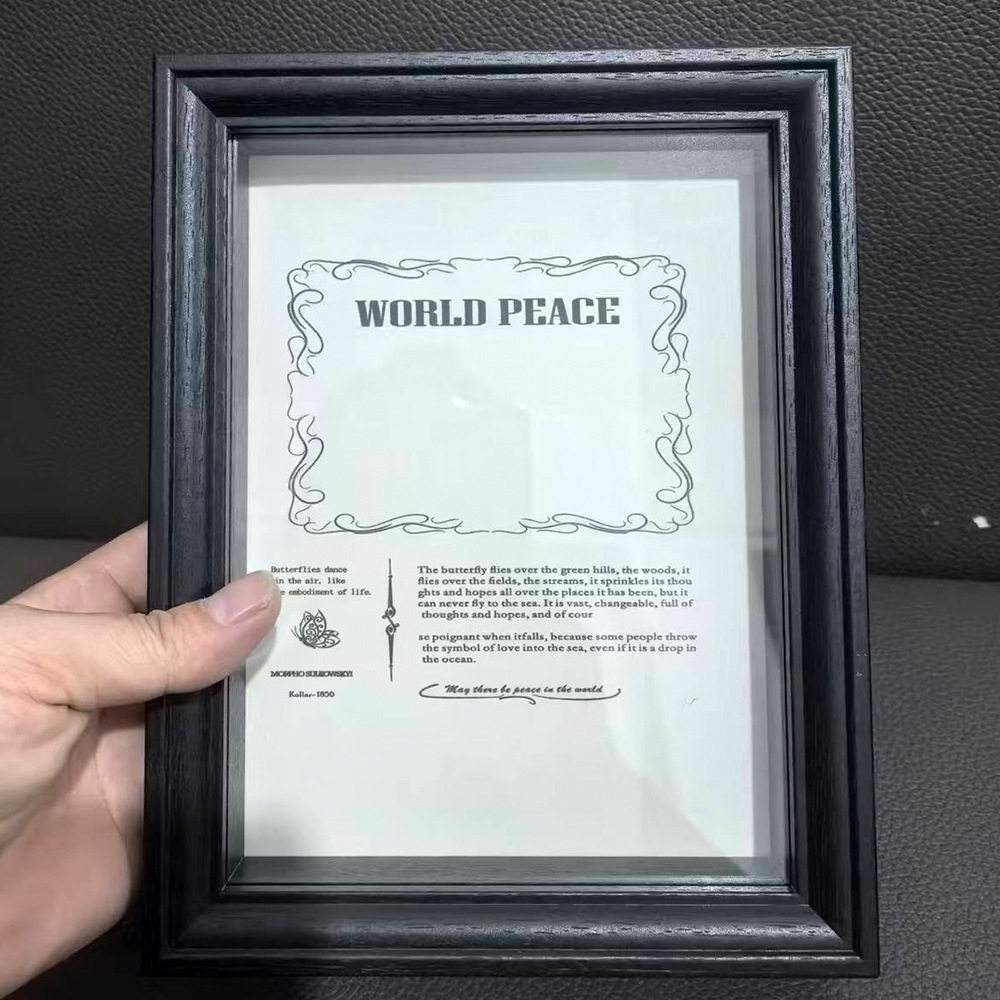 WORLD PEACE
Butterflies dance
in the air, like
embodiment of life.
MORPHO SULKOWSKYI
Kollar-1850
The butterfly flies over the green hills, the woods, it
flies over the fields, the streams, it sprinkles its thou
ghts and hopes all over the places it has been, but it
can never fly to the sea. It is vast, changeable, full of
thoughts and hopes, and of cour
se poignant when itfalls, because some people throw
the symbol of love into the sea, even if it is a drop in
the ocean.
May there be peace in the world